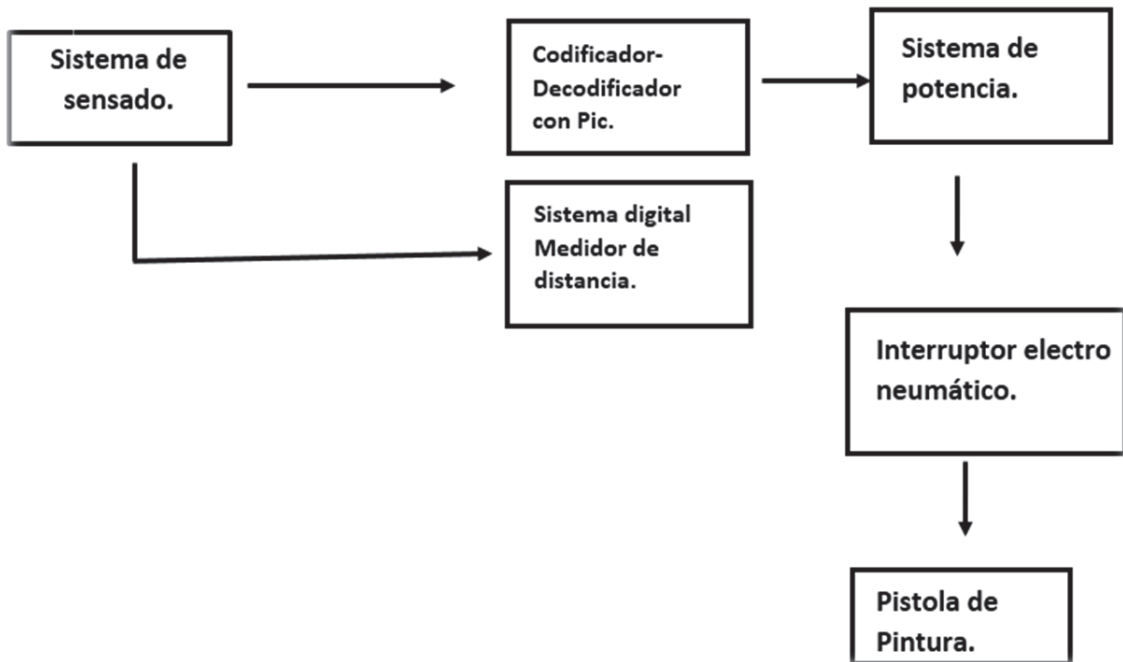 Sistema de
sensado.
Codificador-
Decodificador
con Pic.
Sistema de
potencia.
Sistema digital
Medidor de
distancia.
Interruptor electro
neumático.
Pistola de
Pintura.